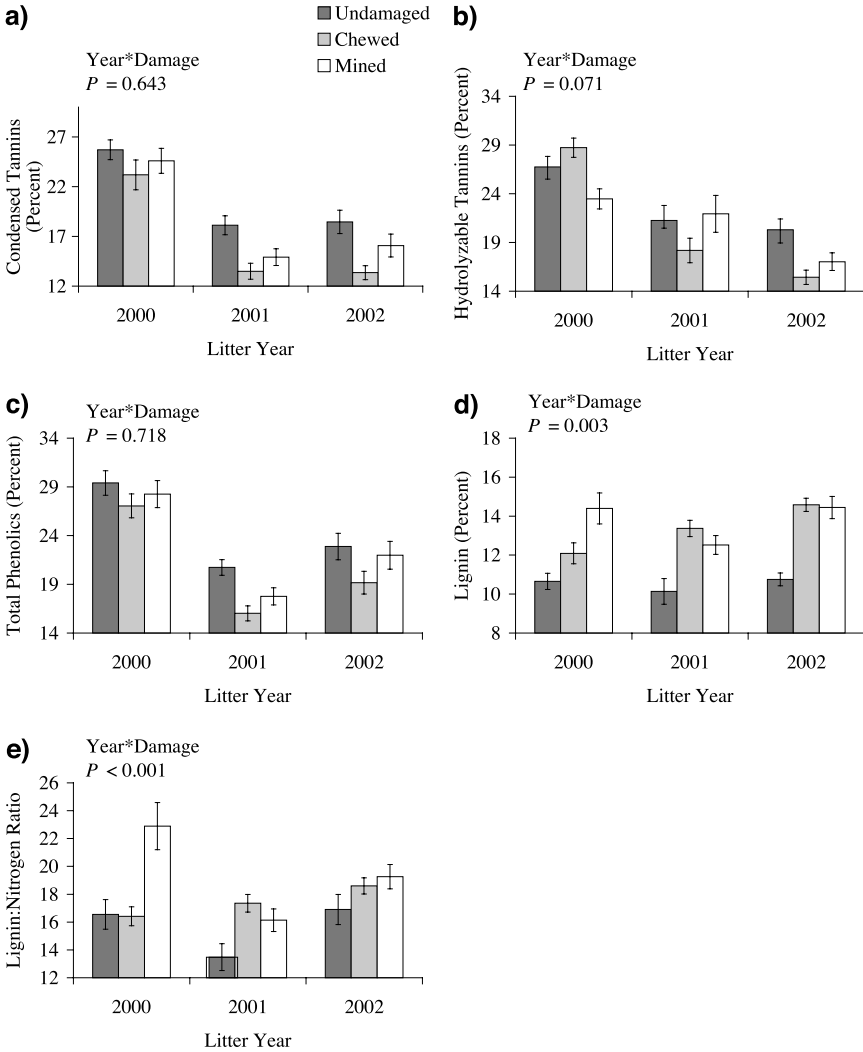 a)
Undamaged
Chewed
Mined
Year*Damage
P = 0.643
Condensed Tannins
(Percent)
27
22
17
12
2000
2001
2002
Litter Year
b)
Year*Damage
P = 0.071
Hydrolyzable Tannins (Percent)
34
29
24
19
14
2000
2001
2002
Litter Year
c)
Year*Damage
P = 0.718
Total Phenolics (Percent)
34
29
24
19
14
2000
2001
2002
Litter Year
d)
Year*Damage
P = 0.003
Lignin (Percent)
18
16
14
12
10
8
2000
2001
2002
Litter Year
e)
Year*Damage
P < 0.001
Lignin:Nitrogen Ratio
26
24
22
20
18
16
14
12
2000
2001
2002
Litter Year